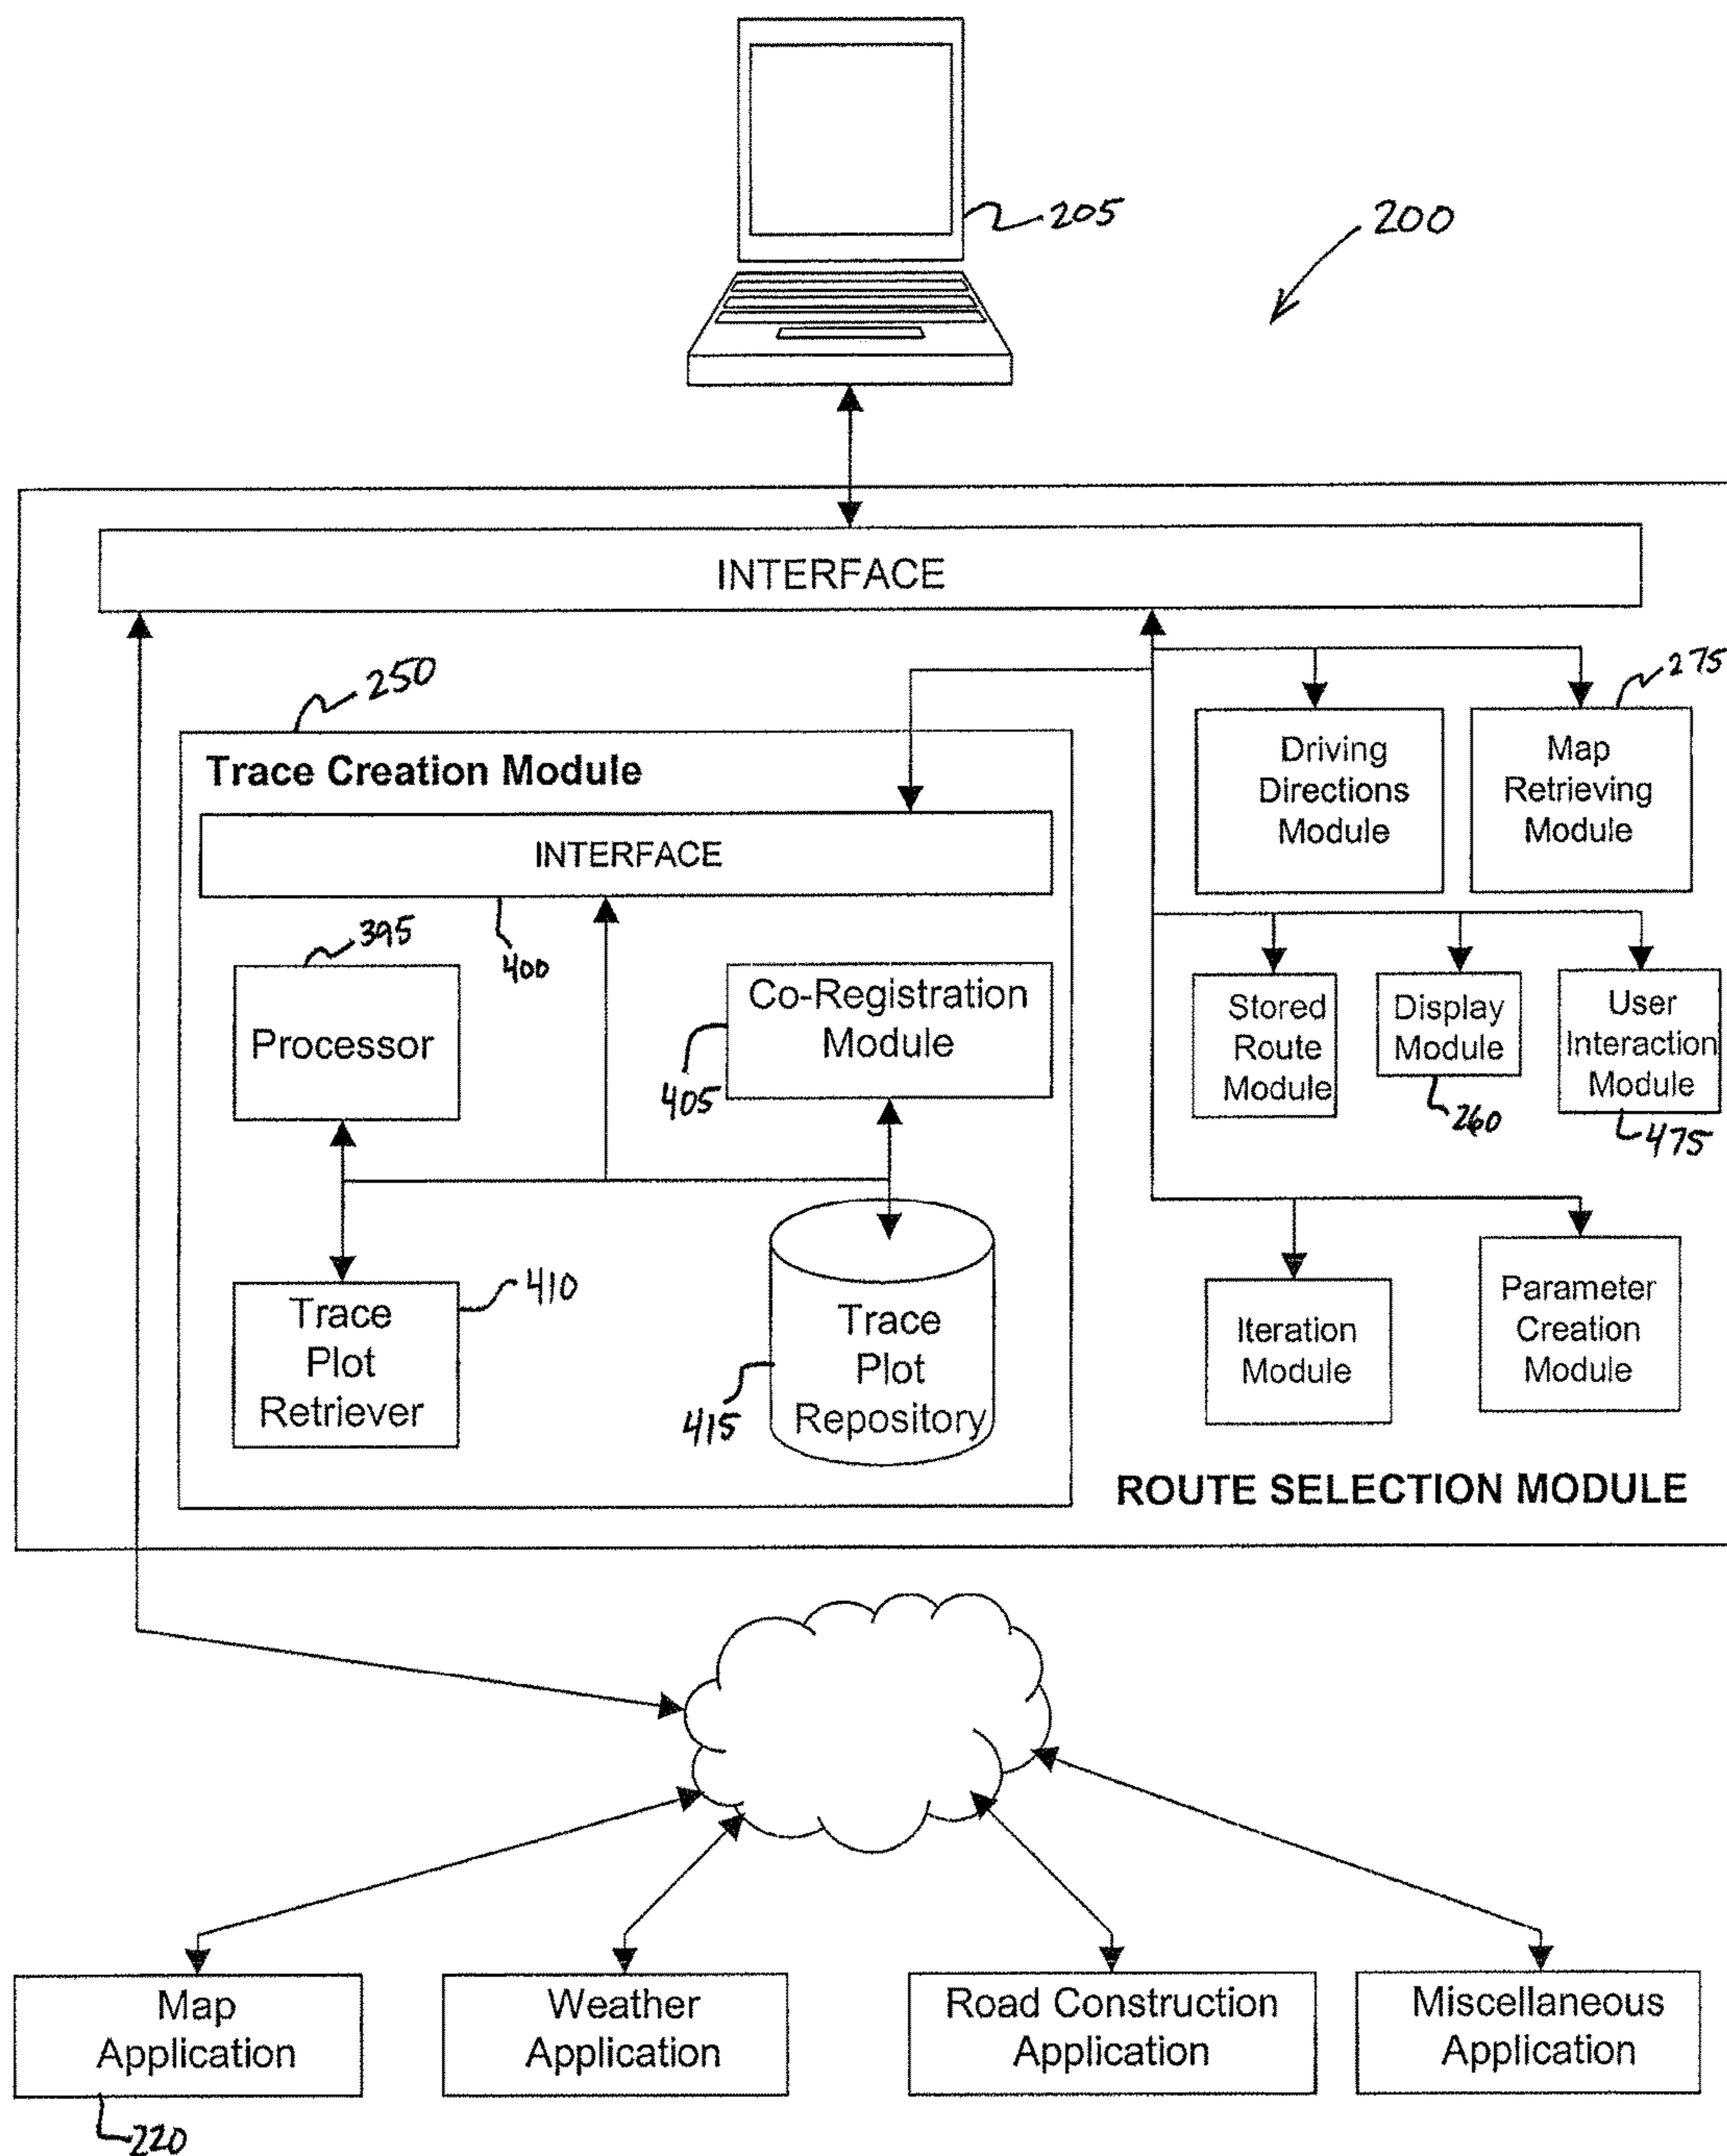 205
200
INTERFACE
250
275
Trace Creation Module
Driving
Directions
Module
Map
Retrieving
Module
INTERFACE
395
400
Processor
Co-Registration
Module
405
Stored
Route
Module
Display
Module
260
User
Interaction
Module
475
Trace
Plot
Retriever
410
Trace
Plot
Repository
415
Iteration
Module
Parameter
Creation
Module
ROUTE SELECTION MODULE
Map
Application
220
Weather
Application
Road Construction
Application
Miscellaneous
Application